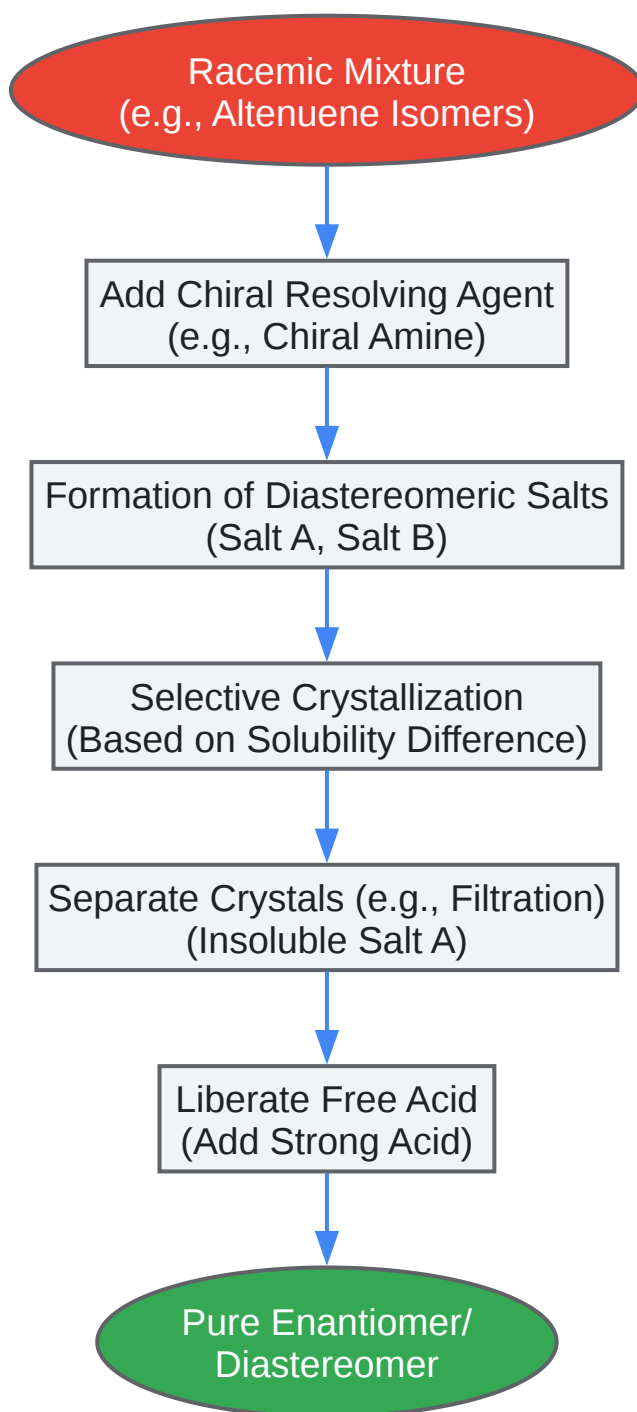 Racemic Mixture
(e.g., Altenuene Isomers)
Add Chiral Resolving Agent
(e.g., Chiral Amine)
Formation of Diastereomeric Salts
(Salt A, Salt B)
Selective Crystallization
(Based on Solubility Difference)
Separate Crystals (e.g., Filtration)
(Insoluble Salt A)
Liberate Free Acid
(Add Strong Acid)
Pure Enantiomer/
Diastereomer